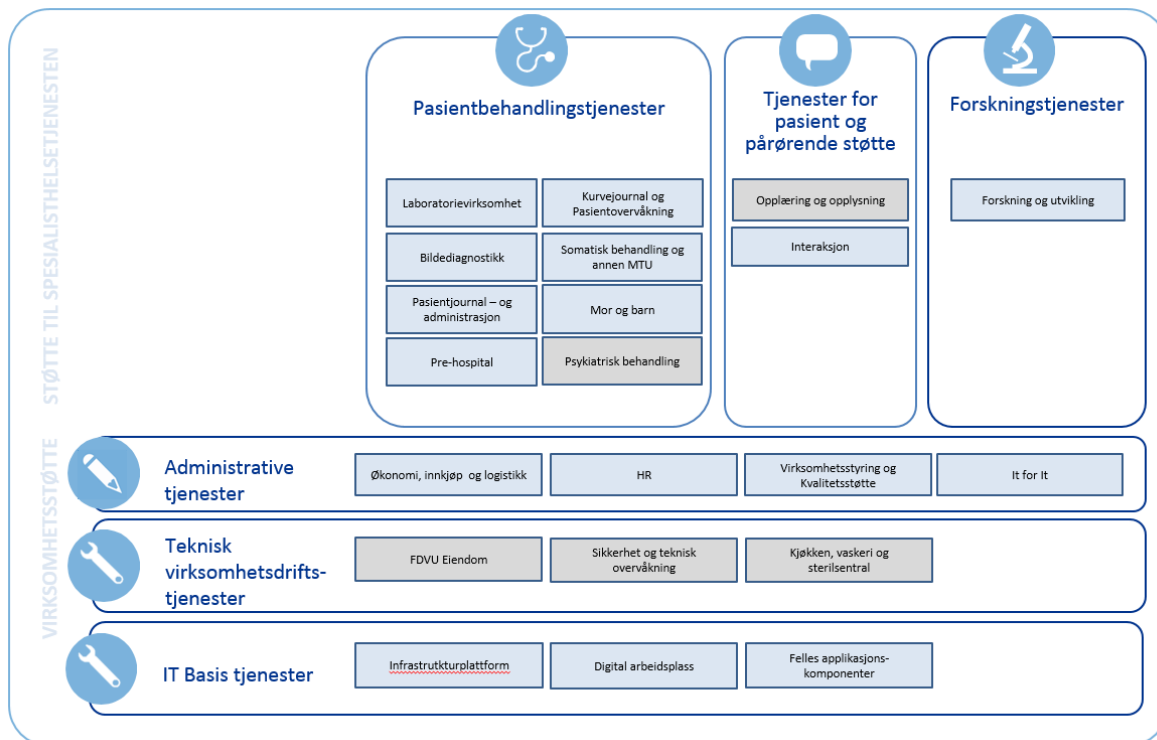 STØTTE TIL SPESIALISTHELSETJENESTEN
Pasientbehandlingstjenester
Laboratorievirksomhet
Kurvejournal og
Pasientovervåkning
Bildediagnostikk
Somatisk behandling og
annen MTU
Pasientjournal – og
administrasjon
Mor og barn
Pre-hospital
Psykiatrisk behandling
Tjenester for
pasient og
pårørende støtte
Opplæring og opplysning
Interaksjon
Forskningstjenester
Forskning og utvikling
VIRKSOMHETSSTØTTE
Administrative
tjenester
Økonomi, innkjøp og logistikk
HR
Virksomhetsstyring og
Kvalitetsstøtte
It for It
Teknisk
virksomhetsdrifts-
tjenester
FDVU Eiendom
Sikkerhet og teknisk
overvåkning
Kjøkken, vaskeri og
sterilsentral
IT Basis tjenester
Infrastrutkturplattform
Digital arbeidsplass
Felles applikasjons-
komponenter